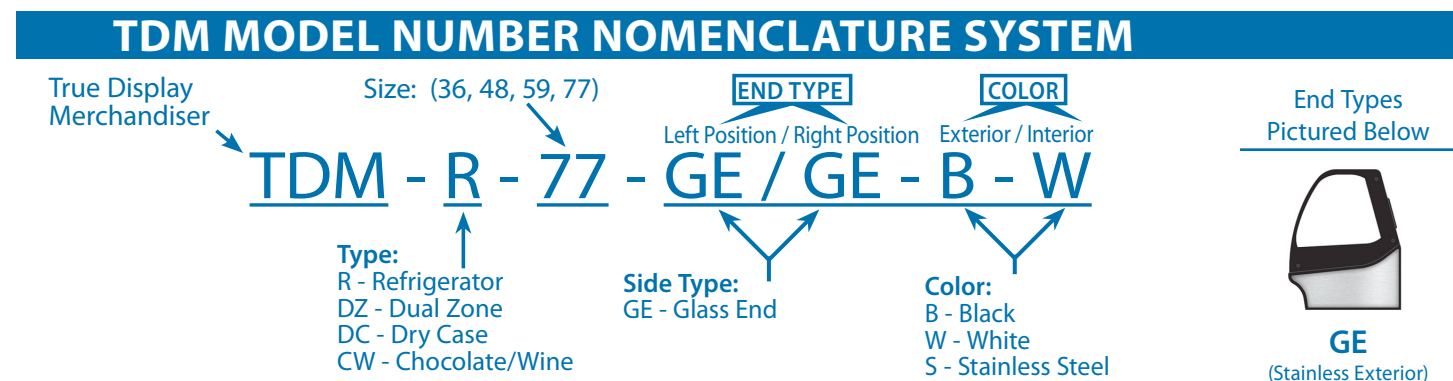 TDM MODEL NUMBER NOMENCLATURE SYSTEM
True Display
Merchandiser
Size: (36, 48, 59, 77)
END TYPE
Left Position / Right Position
COLOR
Exterior / Interior
TDM - R - 77 - GE / GE - B - W
Type:
R - Refrigerator
DZ - Dual Zone
DC - Dry Case
CW - Chocolate/Wine
Side Type:
GE - Glass End
Color:
B - Black
W - White
S - Stainless Steel
End Types
Pictured Below
GE
(Stainless Exterior)